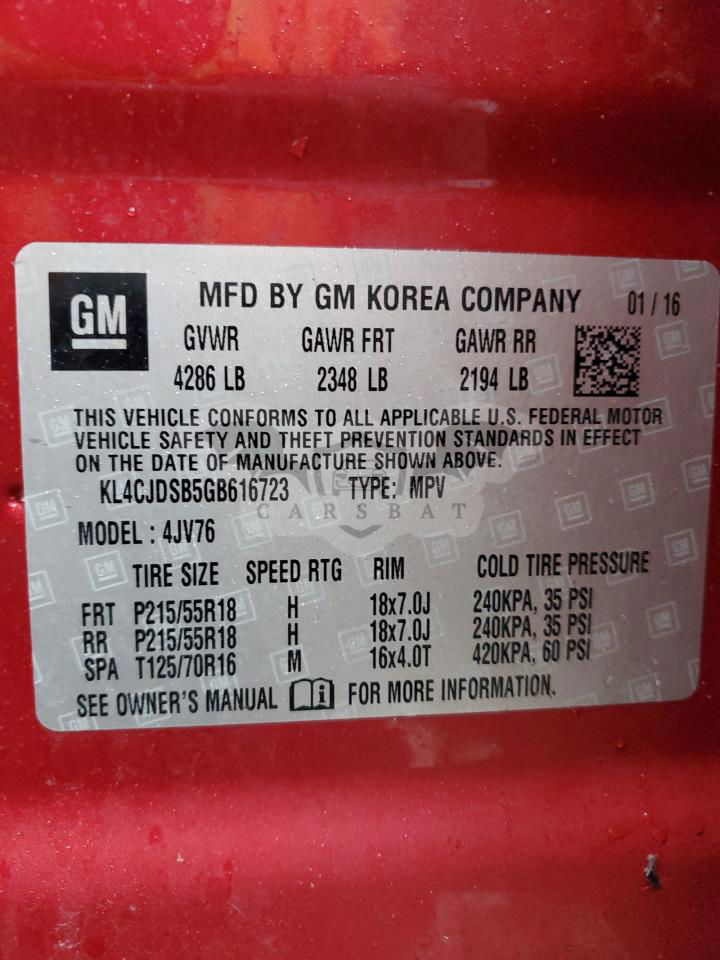 GM
MFD BY GM KOREA COMPANY 01 / 16
GVWR GAWR FRT GAWR RR
4286 LB 2348 LB 2194 LB
THIS VEHICLE CONFORMS TO ALL APPLICABLE U.S. FEDERAL MOTOR
VEHICLE SAFETY AND THEFT PREVENTION STANDARDS IN EFFECT
ON THE DATE OF MANUFACTURE SHOWN ABOVE.
KL4CJDSB5GB616723 TYPE: MPV
CARSBAT
MODEL : 4JV76
TIRE SIZE SPEED RTG RIM COLD TIRE PRESSURE
FRT P215/55R18 H 18x7.0J 240KPA, 35 PSI
RR P215/55R18 H 18x7.0J 240KPA, 35 PSI
SPA T125/70R16 M 16x4.0T 420KPA, 60 PSI
SEE OWNER'S MANUAL FOR MORE INFORMATION.